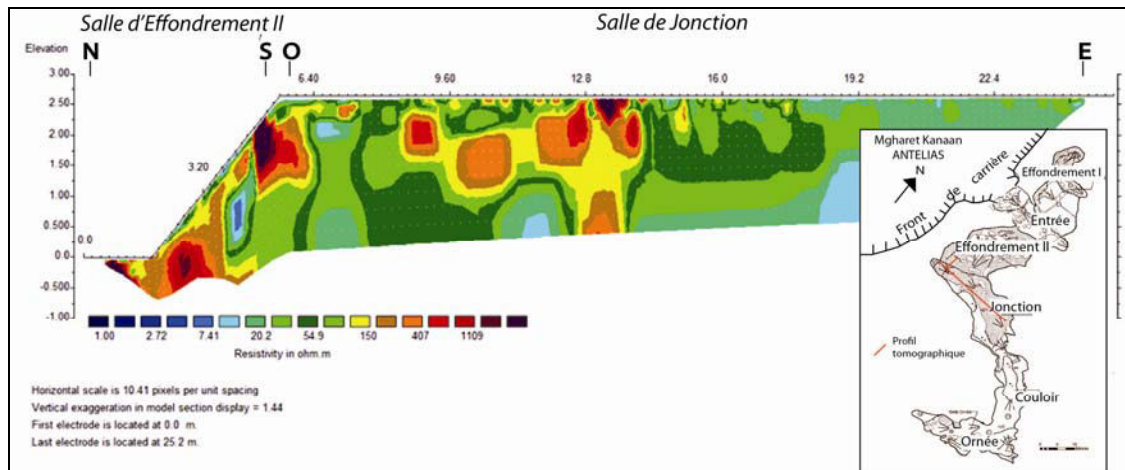 Salle d'Effondrement II
Salle de Jonction
Elevation
N
S O
E
3.00
2.50
2.00
1.50
1.00
0.500
0.0
-0.500
-1.00
0.0
3.20
6.40
9.60
12.8
16.0
19.2
22.4
1.00
2.72
7.41
20.2
54.9
150
407
1109
Resistivity in ohm.m
Horizontal scale is 10.41 pixels per unit spacing
Vertical exaggeration in model section display = 1.44
First electrode is located at 0.0 m.
Last electrode is located at 25.2 m.
Mgharet Kanaan
ANTELIAS
N
Front de carrière
Effondrement I
Entrée
Effondrement II
Jonction
Profil
tomographique
Couloir
Ornée